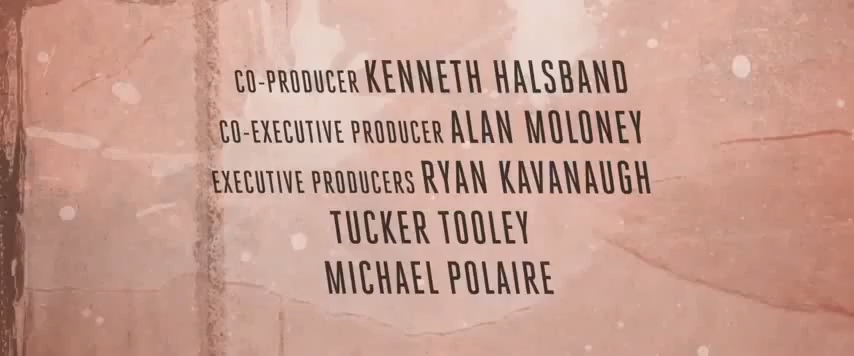 CO-PRODUCER KENNETH HALSBAND
CO-EXECUTIVE PRODUCER ALAN MOLONEY
EXECUTIVE PRODUCERS RYAN KAVANAUGH
TUCKER TOOLEY
MICHAEL POLAIRE